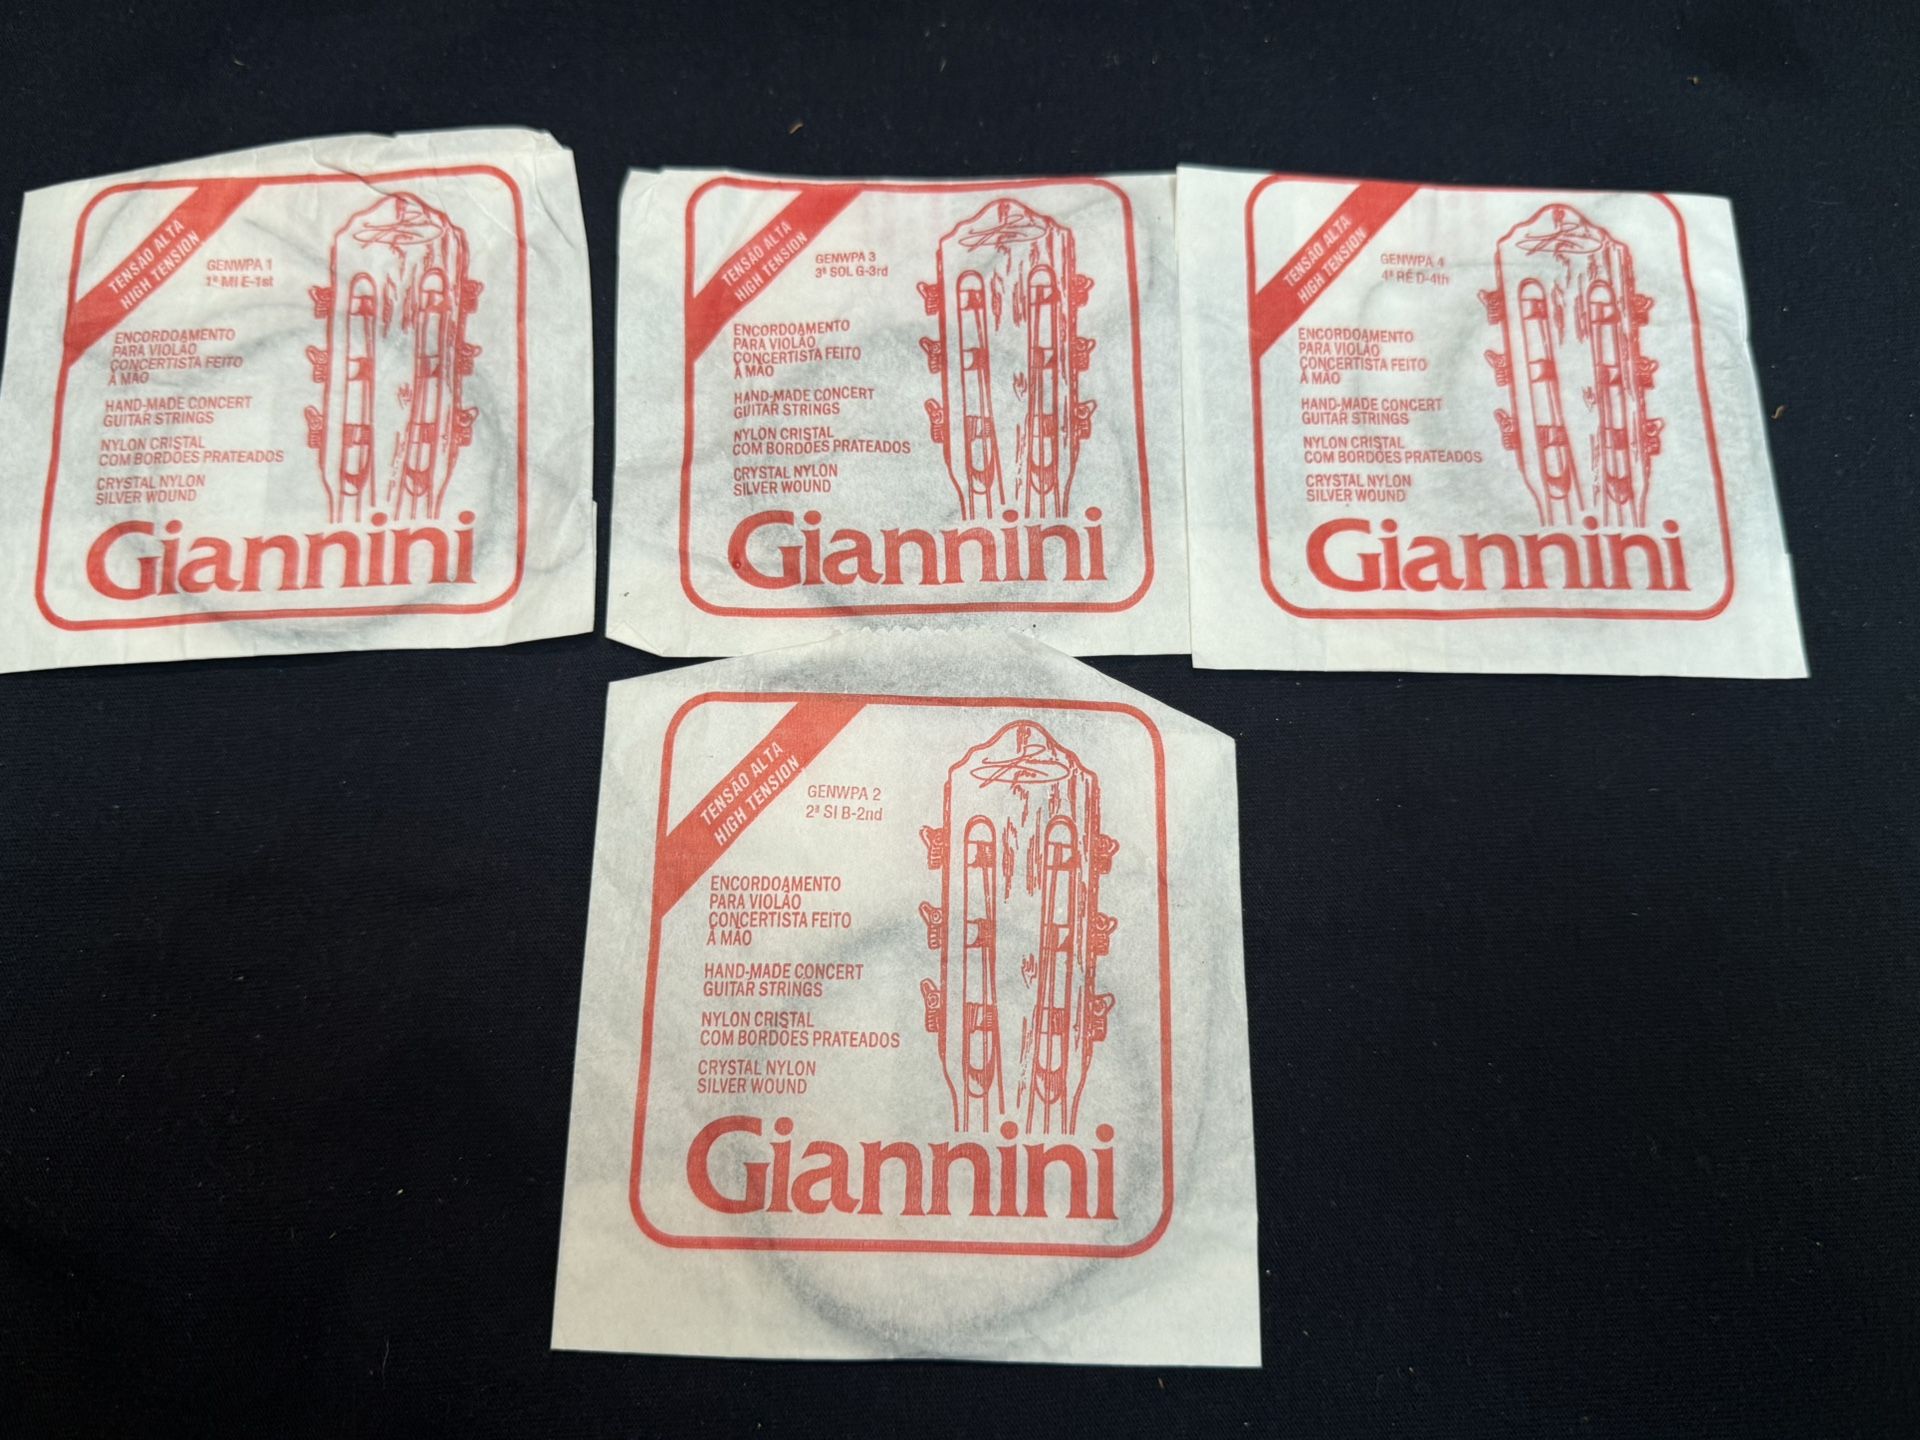 TENSÃO ALTA
HIGH TENSION
GENWPA 1
1ª MI E-1st
ENCORDOAMENTO
PARA VIOLÃO
CONCERTISTA FEITO
À MÃO
HAND-MADE CONCERT
GUITAR STRINGS
NYLON CRISTAL
COM BORDÕES PRATEADOS
CRYSTAL NYLON
SILVER WOUND
Giannini
TENSÃO ALTA
HIGH TENSION
GENWPA 3
3ª SOL G-3rd
ENCORDOAMENTO
PARA VIOLÃO
CONCERTISTA FEITO
À MÃO
HAND-MADE CONCERT
GUITAR STRINGS
NYLON CRISTAL
COM BORDÕES PRATEADOS
CRYSTAL NYLON
SILVER WOUND
Giannini
TENSÃO ALTA
HIGH TENSION
GENWPA 4
4ª RÉ D-4th
ENCORDOAMENTO
PARA VIOLÃO
CONCERTISTA FEITO
À MÃO
HAND-MADE CONCERT
GUITAR STRINGS
NYLON CRISTAL
COM BORDÕES PRATEADOS
CRYSTAL NYLON
SILVER WOUND
Giannini
TENSÃO ALTA
HIGH TENSION
GENWPA 2
2ª SI B-2nd
ENCORDOAMENTO
PARA VIOLÃO
CONCERTISTA FEITO
À MÃO
HAND-MADE CONCERT
GUITAR STRINGS
NYLON CRISTAL
COM BORDÕES PRATEADOS
CRYSTAL NYLON
SILVER WOUND
Giannini